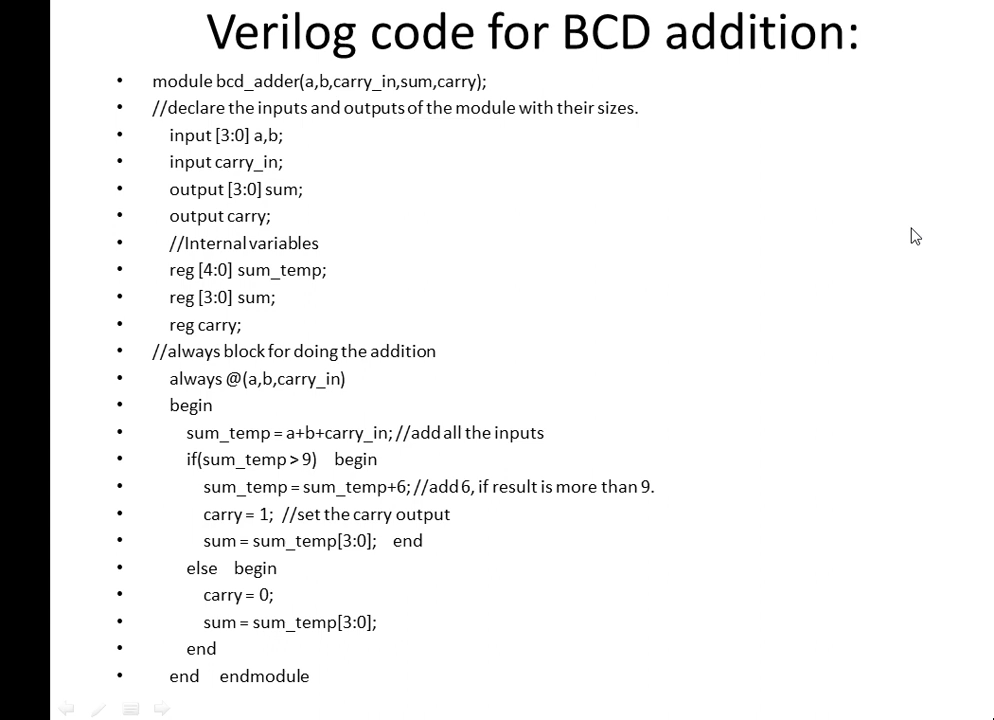 Verilog code for BCD addition:
• module bcd_adder(a,b,carry_in,sum,carry);
• //declare the inputs and outputs of the module with their sizes.
• input [3:0] a,b;
• input carry_in;
• output [3:0] sum;
• output carry;
• //Internal variables
• reg [4:0] sum_temp;
• reg [3:0] sum;
• reg carry;
• //always block for doing the addition
• always @(a,b,carry_in)
• begin
• sum_temp = a+b+carry_in; //add all the inputs
• if(sum_temp > 9) begin
• sum_temp = sum_temp+6; //add 6, if result is more than 9.
• carry = 1; //set the carry output
• sum = sum_temp[3:0]; end
• else begin
• carry = 0;
• sum = sum_temp[3:0];
• end
• end endmodule